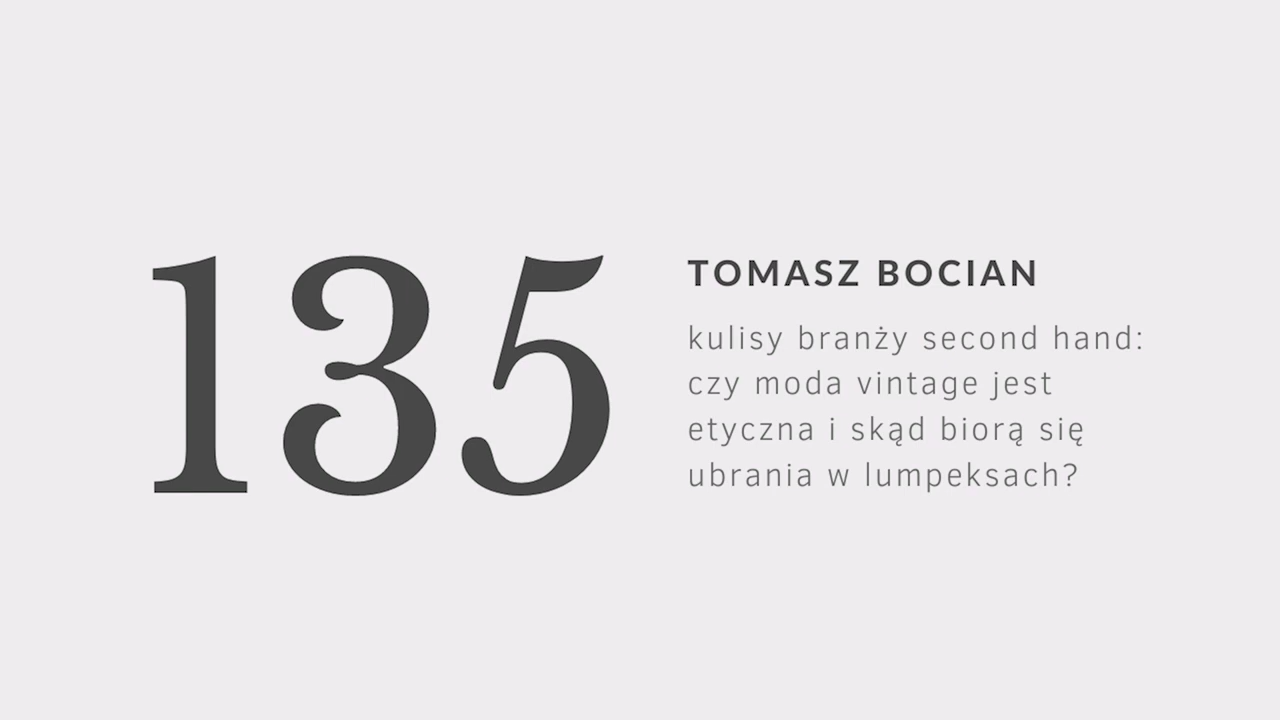 135
TOMASZ BOCIAN
kulisy branży second hand:
czy moda vintage jest
etyczna i skąd biorą się
ubrania w lumpeksach?